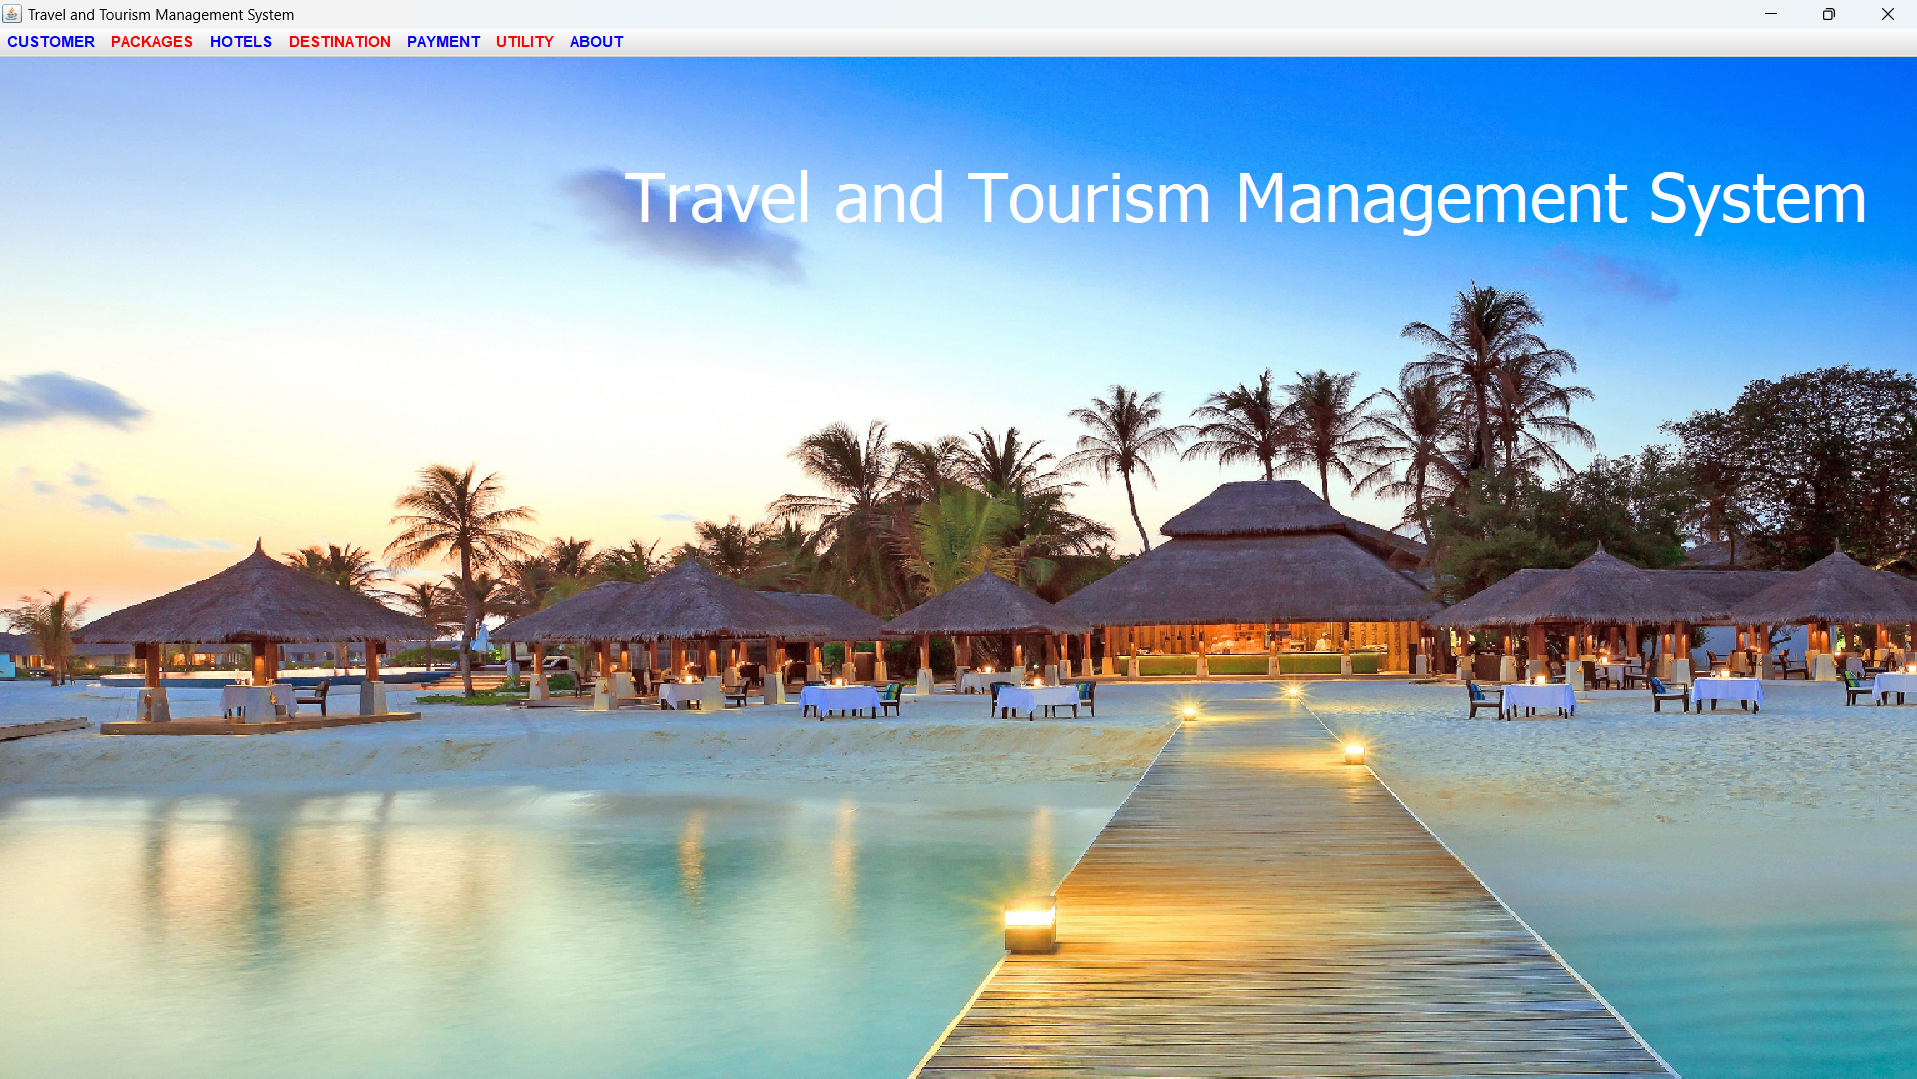 Travel and Tourism Management System
CUSTOMER PACKAGES HOTELS DESTINATION PAYMENT UTILITY ABOUT
Travel and Tourism Management System